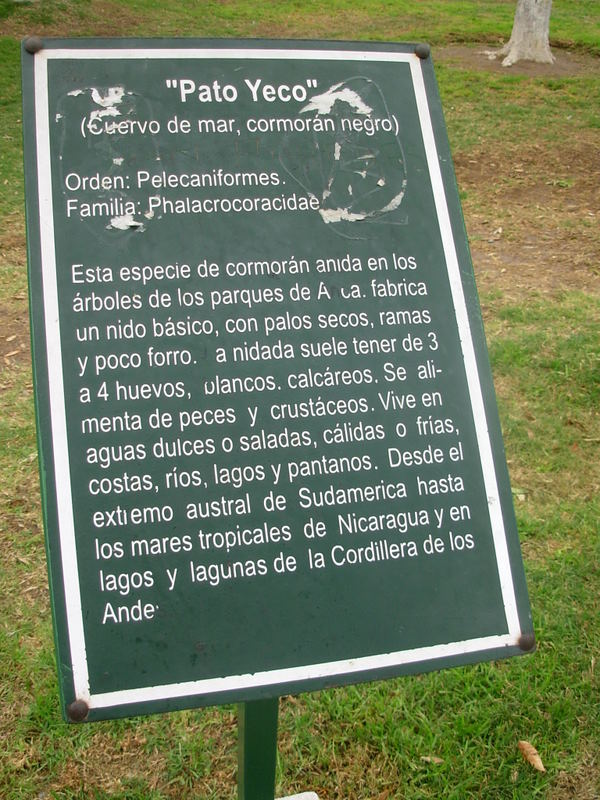 "Pato Yeco"
(Cuervo de mar, cormorán negro)
Orden: Pelecaniformes.
Familia: Phalacrocoracidae
Esta especie de cormorán anida en los
árboles de los parques de fabrica
un nido básico, con palos secos, ramas
y poco forro. a nidada suele tener de 3
a 4 huevos, blancos. calcáreos. Se ali-
menta de peces y crustáceos. Vive en
aguas dulces o saladas, cálidas o frías,
costas, ríos, lagos y pantanos. Desde el
extremo austral de Sudamerica hasta
los mares tropicales de Nicaragua y en
lagos y lagunas de la Cordillera de los
Ande